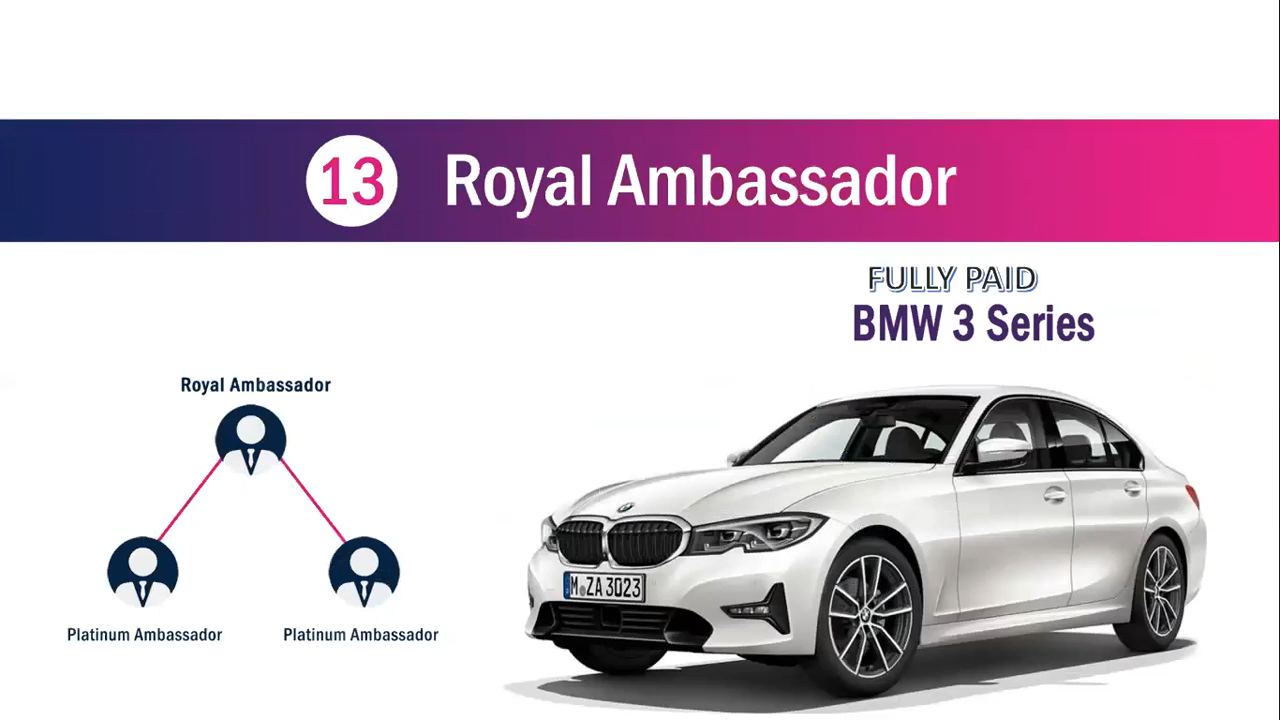 13 Royal Ambassador
FULLY PAID
BMW 3 Series
Royal Ambassador
Platinum Ambassador Platinum Ambassador
M ZA 3023